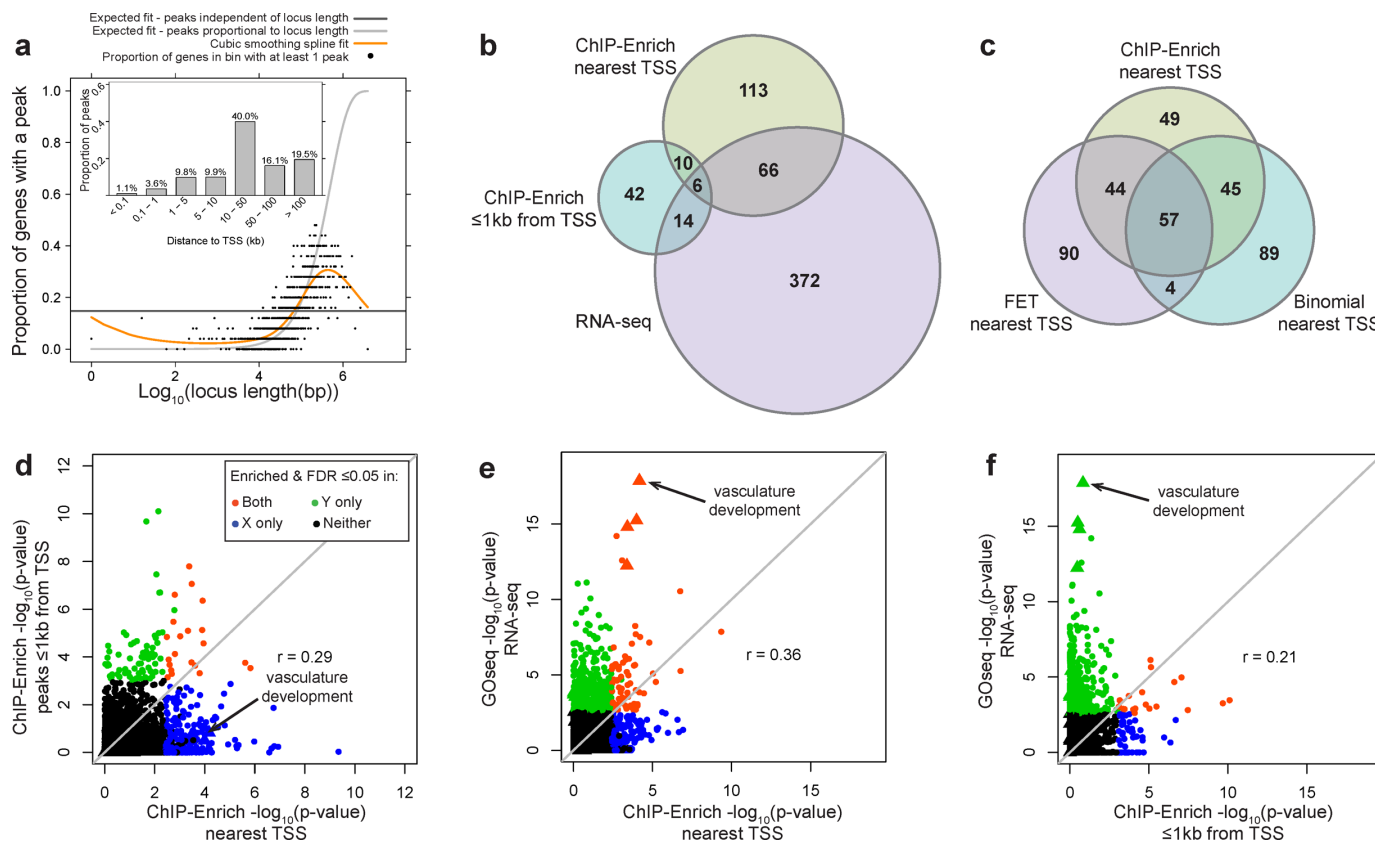 Expected fit - peaks independent of locus length
Expected fit - peaks proportional to locus length
Cubic smoothing spline fit
Proportion of genes in bin with at least 1 peak
a
Proportion of genes with a peak
1.0
0.8
0.6
0.4
0.2
0.0
0
2
4
6
Log10(locus length(bp))
Proportion of peaks
0.6
0.4
0.2
1.1%
3.6%
9.8%
9.9%
40.0%
16.1%
19.5%
< 0.1
0.1 – 1
1 – 5
5 – 10
10 – 50
50 – 100
> 100
Distance to TSS (kb)
b
ChIP-Enrich
nearest TSS
113
10
66
6
42
14
372
ChIP-Enrich
≤1kb from TSS
RNA-seq
c
ChIP-Enrich
nearest TSS
49
44
45
57
90
89
4
FET
nearest TSS
Binomial
nearest TSS
d
ChIP-Enrich -log10(p-value)
peaks ≤1kb from TSS
12
10
8
6
4
2
0
Enriched & FDR ≤0.05 in:
Both
Y only
X only
Neither
r = 0.29
vasculature
development
0
2
4
6
8
10
12
ChIP-Enrich -log10(p-value)
nearest TSS
e
GOseq -log10(p-value)
RNA-seq
15
10
5
0
vasculature
development
r = 0.36
0
5
10
15
ChIP-Enrich -log10(p-value)
nearest TSS
f
GOseq -log10(p-value)
RNA-seq
15
10
5
0
vasculature
development
r = 0.21
0
5
10
15
ChIP-Enrich -log10(p-value)
≤1kb from TSS